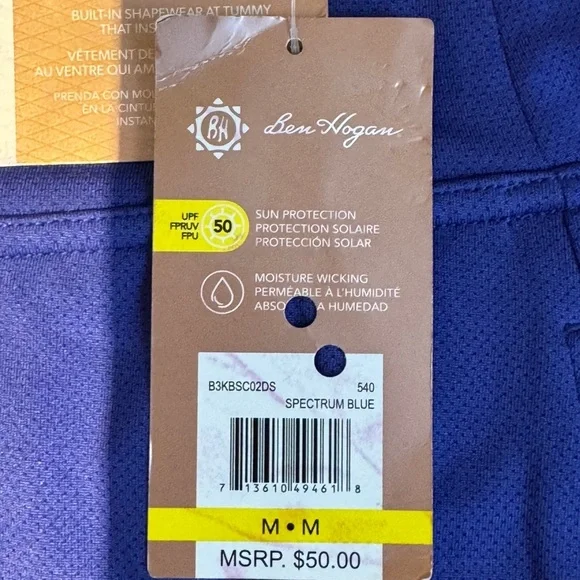 BUILT-IN SHAPEWEAR AT TUMMY
THAT INS
VÊTEMENT DE
AU VENTRE QUI AM
PRENDA CON MO
EN LA CINTU
INSTAN
BH
Ben Hogan
UPF
FPRUV
FPU
50
SUN PROTECTION
PROTECTION SOLAIRE
PROTECCIÓN SOLAR
MOISTURE WICKING
PERMÉABLE À L'HUMIDITÉ
ABSO A HUMEDAD
B3KBSC02DS 540
SPECTRUM BLUE
7 13610 49461 8
M • M
MSRP. $50.00